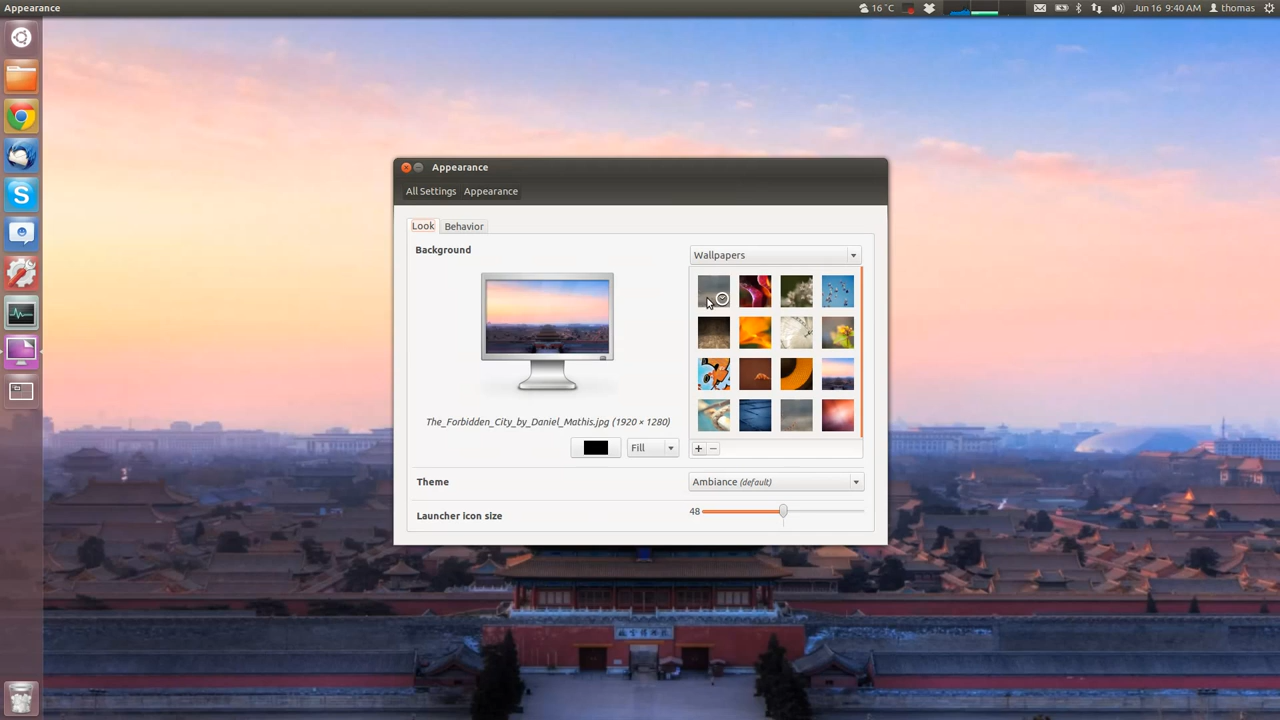 Appearance
16 °C
Jun 16 9:40 AM
thomas
Appearance
All Settings Appearance
Look Behavior
Background
Wallpapers
The_Forbidden_City_by_Daniel_Mathis.jpg (1920 × 1280)
Fill
Theme
Ambiance (default)
Launcher icon size
48